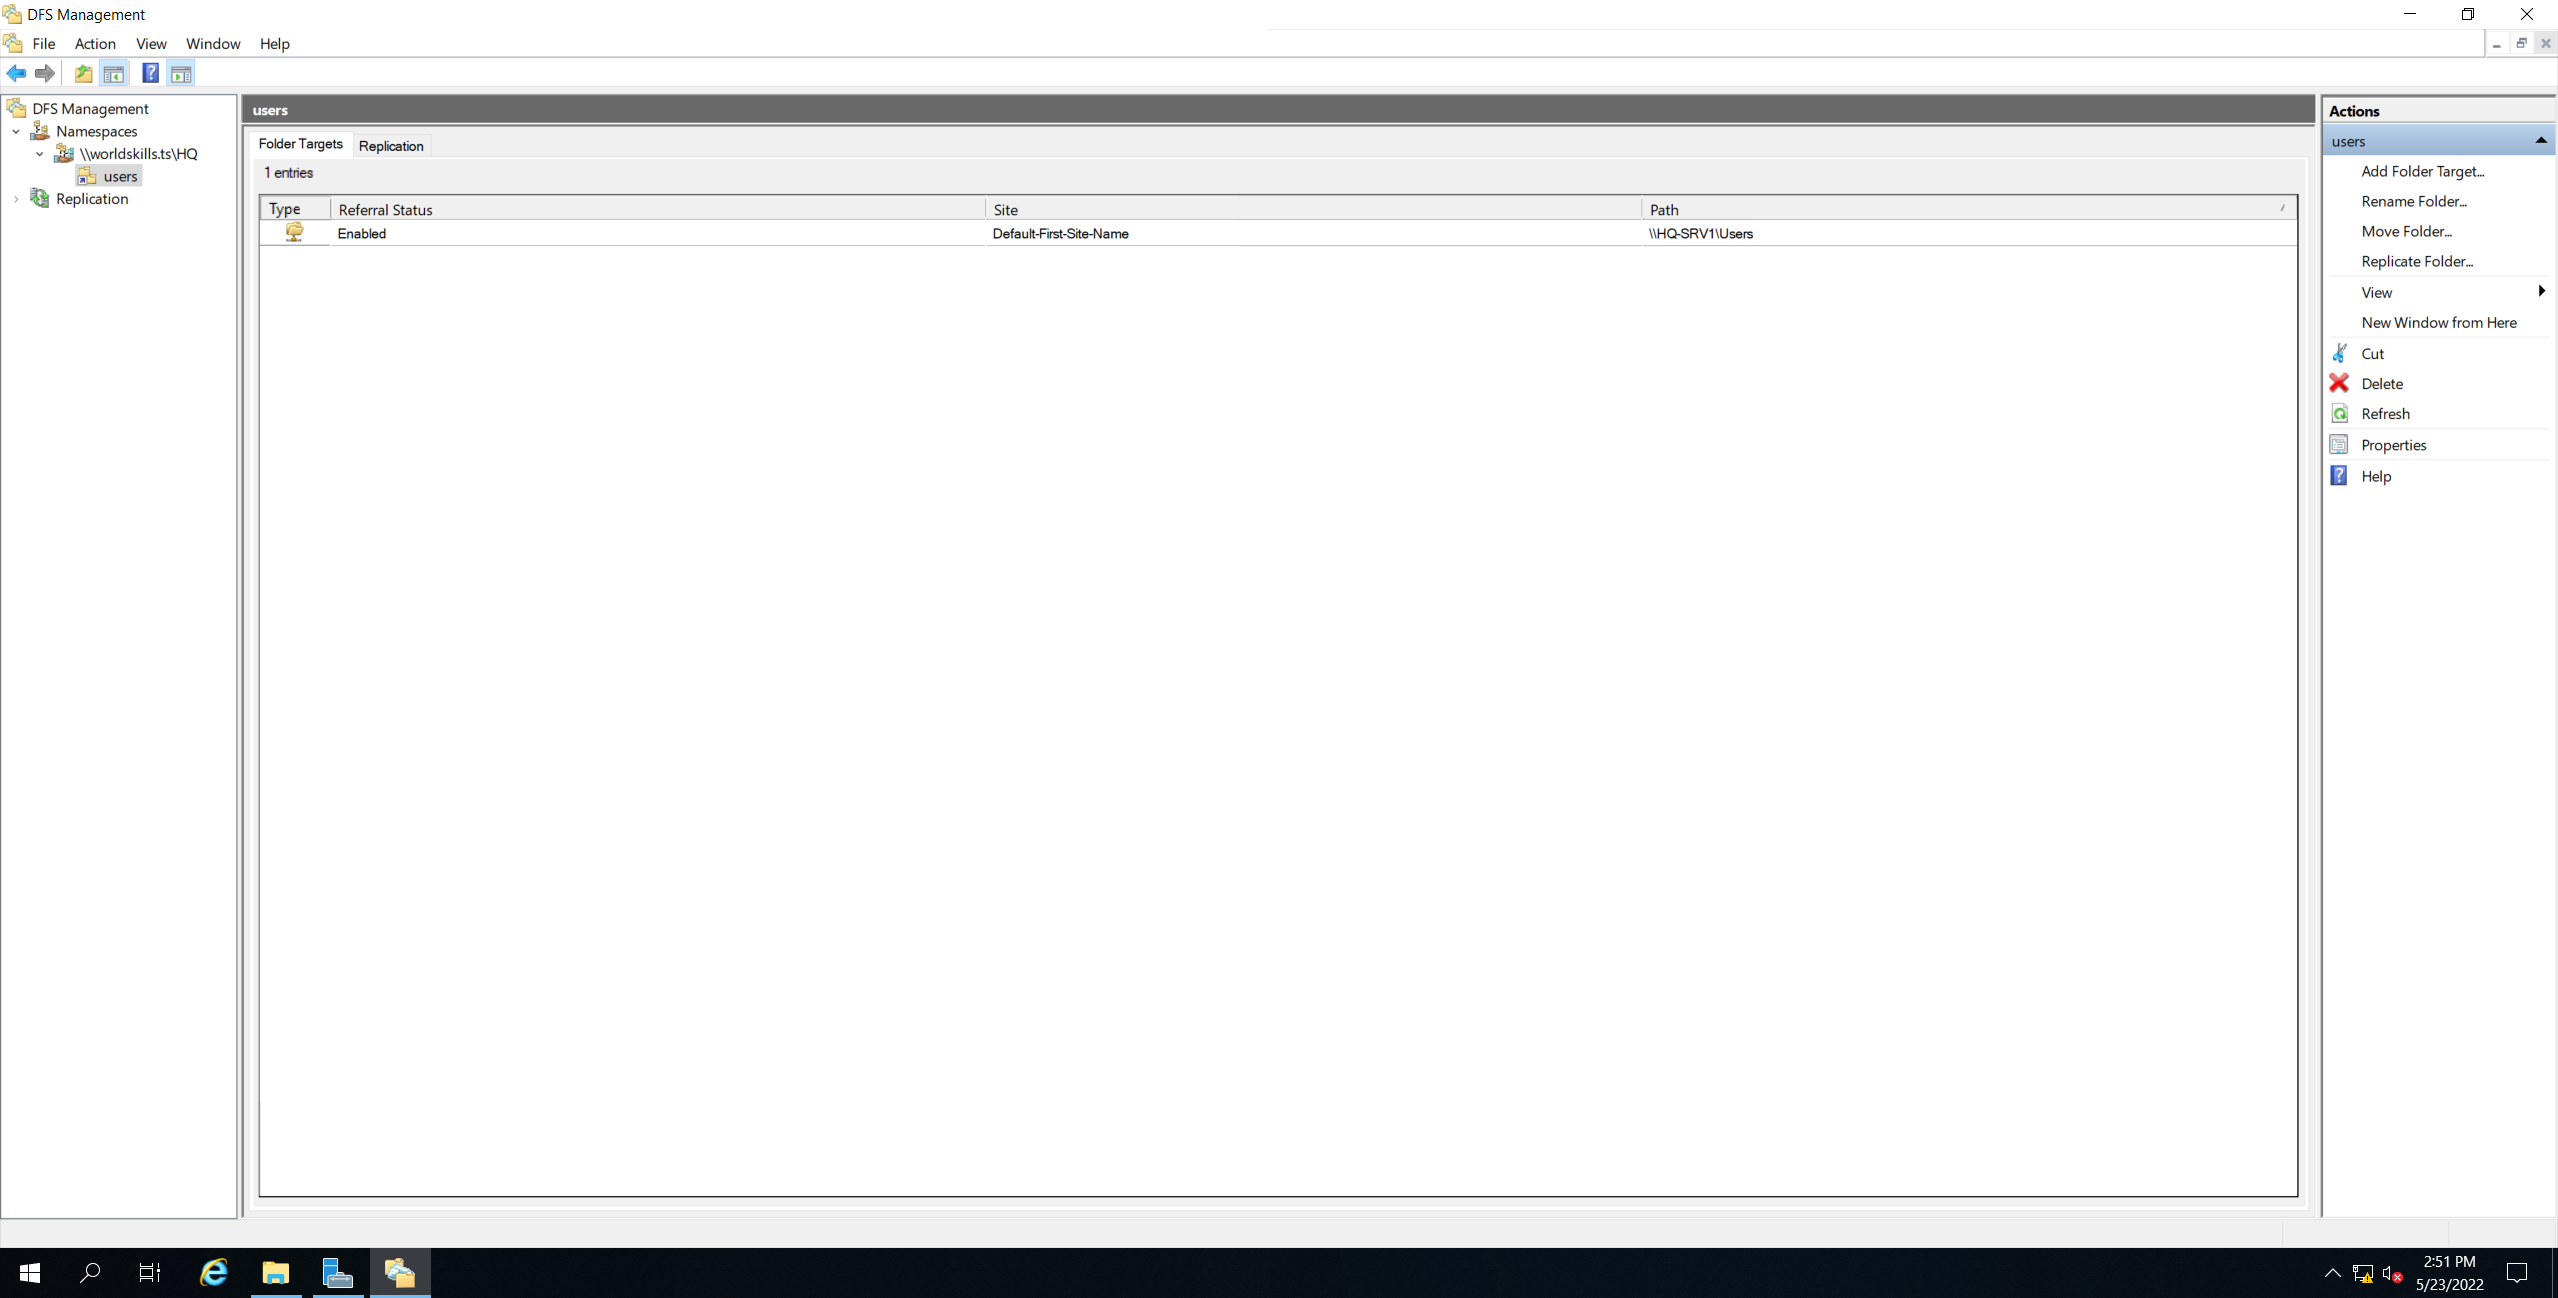 DFS Management
File Action View Window Help
DFS Management
Namespaces
\\worldskills.ts\HQ
users
Replication
users
Folder Targets Replication
1 entries
Type Referral Status Site Path
Enabled Default-First-Site-Name \\HQ-SRV1\Users
Actions
users
Add Folder Target...
Rename Folder...
Move Folder...
Replicate Folder...
View
New Window from Here
Cut
Delete
Refresh
Properties
Help
2:51 PM
5/23/2022